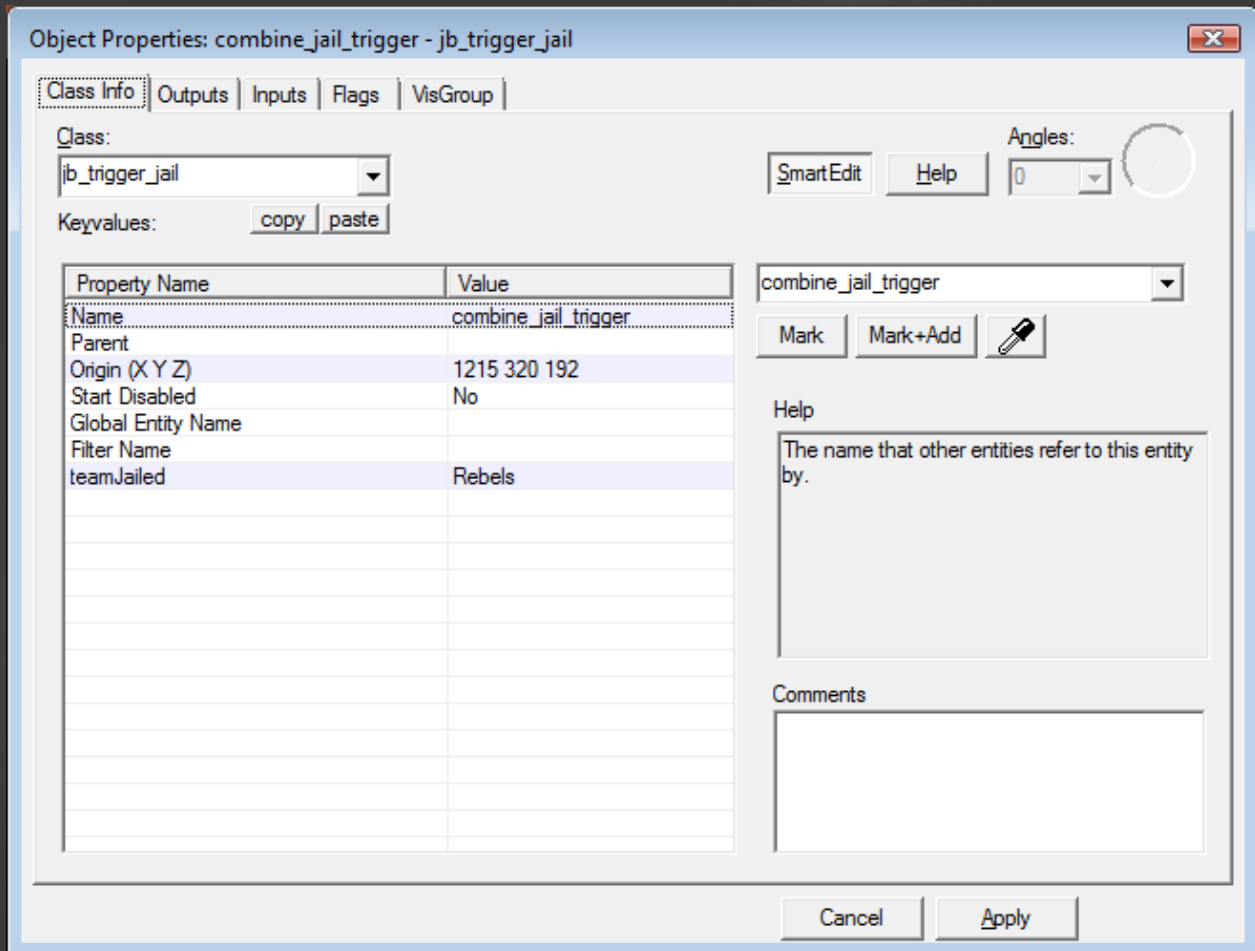 Object Properties: combine_jail_trigger - jb_trigger_jail
Class Info Outputs Inputs Flags VisGroup
Class:
jb_trigger_jail
Keyvalues: copy paste
SmartEdit Help
Angles:
0
Property Name Value
Name combine_jail_trigger
Parent
Origin (X Y Z) 1215 320 192
Start Disabled No
Global Entity Name
Filter Name
teamJailed Rebels
combine_jail_trigger
Mark Mark+Add
Help
The name that other entities refer to this entity
by.
Comments
Cancel Apply